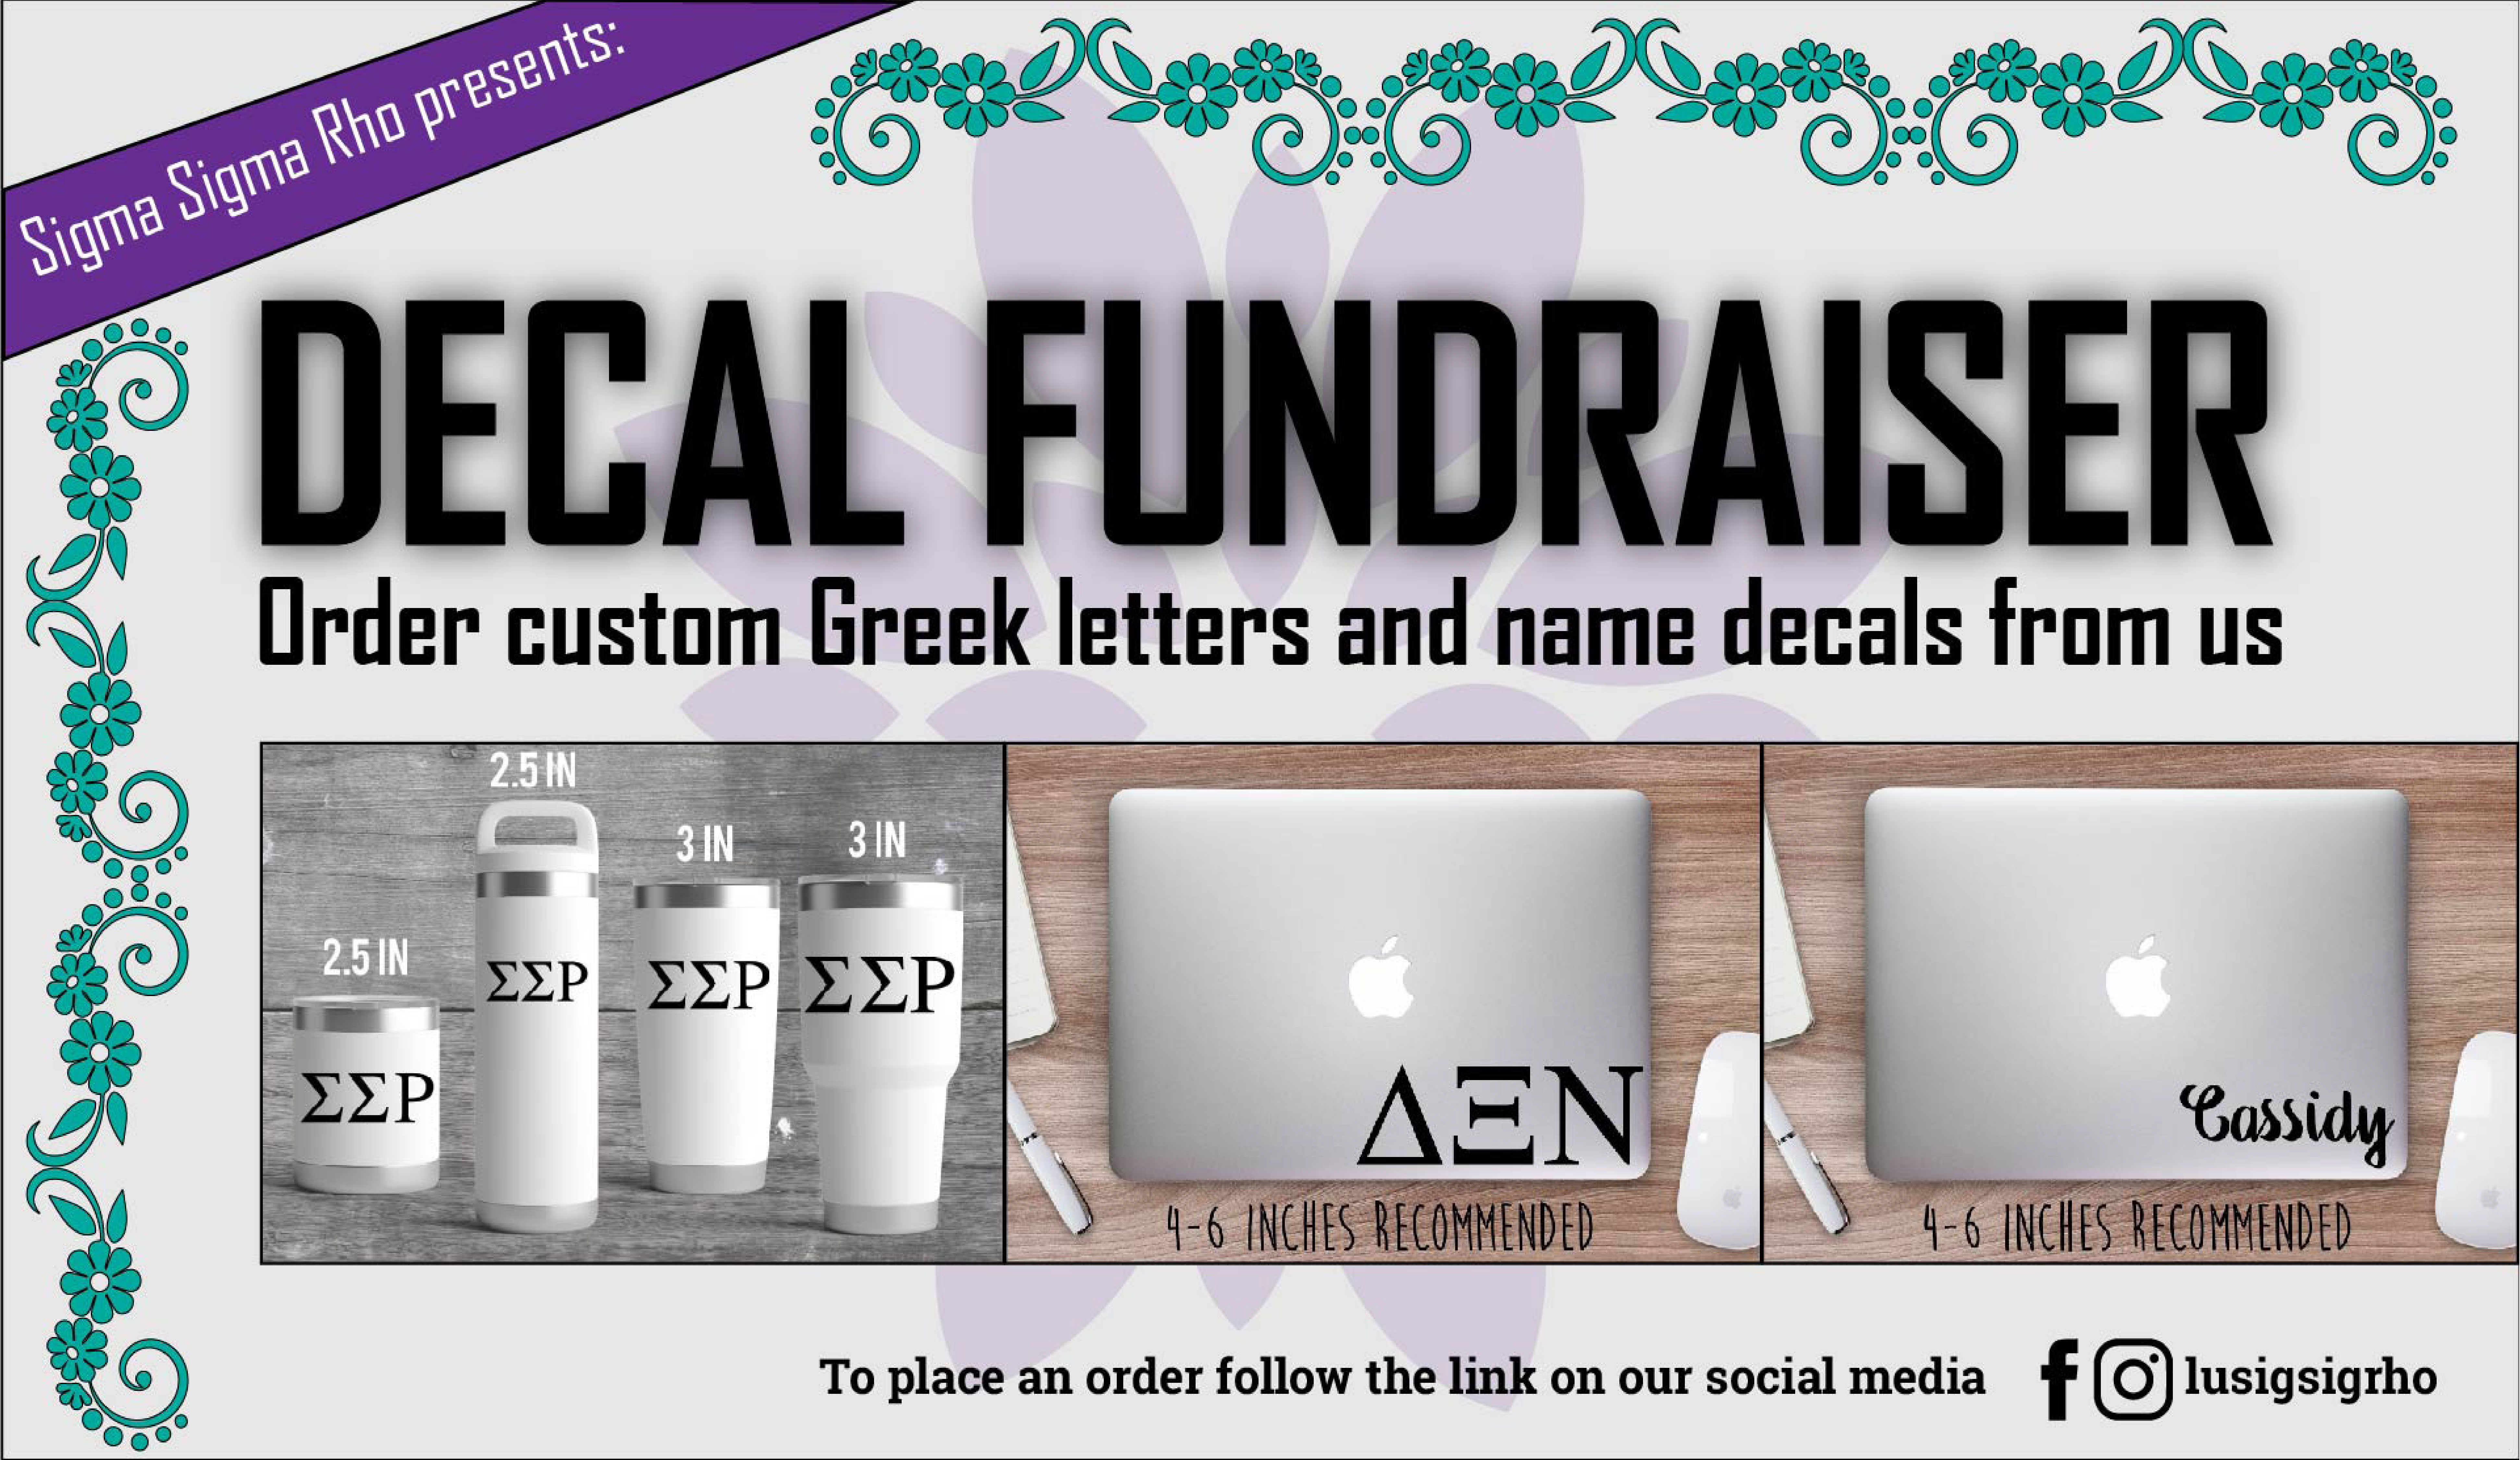 Sigma Sigma Rho presents:
DECAL FUNDRAISER
Order custom Greek letters and name decals from us
2.5 IN
2.5 IN
3 IN
3 IN
ΣΣΡ
ΣΣΡ
ΣΣΡ
ΣΣΡ
ΔΞΝ
4-6 INCHES RECOMMENDED
Cassidy
4-6 INCHES RECOMMENDED
To place an order follow the link on our social media
lusigsigrho